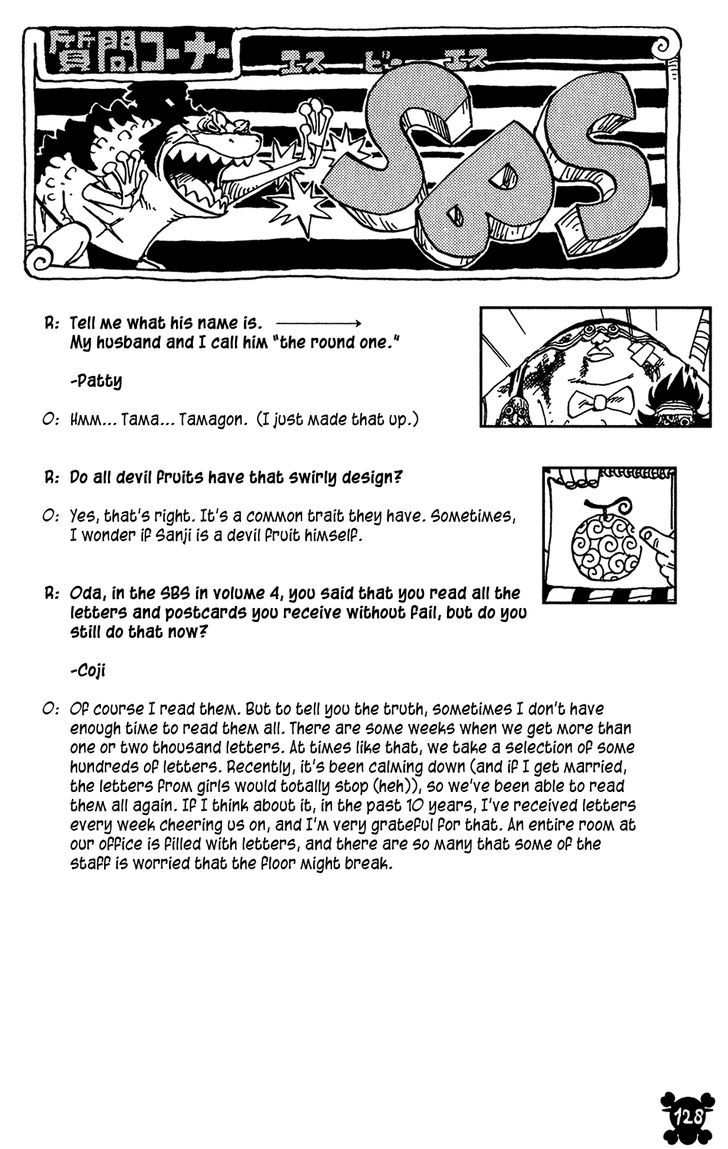 質問コーナー エス ビー エス
SBS
R: Tell me what his name is.
My husband and I call him "the round one."
-Patty
O: Hmm... Tama... Tamagon. (I just made that up.)
R: Do all devil fruits have that swirly design?
O: Yes, that's right. It's a common trait they have. Sometimes,
I wonder if Sanji is a devil fruit himself.
R: Oda, in the SBS in volume 4, you said that you read all the
letters and postcards you receive without fail, but do you
still do that now?
-Coji
O: Of course I read them. But to tell you the truth, sometimes I don't have
enough time to read them all. There are some weeks when we get more than
one or two thousand letters. At times like that, we take a selection of some
hundreds of letters. Recently, it's been calming down (and if I get married,
the letters from girls would totally stop (heh)), so we've been able to read
them all again. If I think about it, in the past 10 years, I've received letters
every week cheering us on, and I'm very grateful for that. An entire room at
our office is filled with letters, and there are so many that some of the
staff is worried that the floor might break.
128